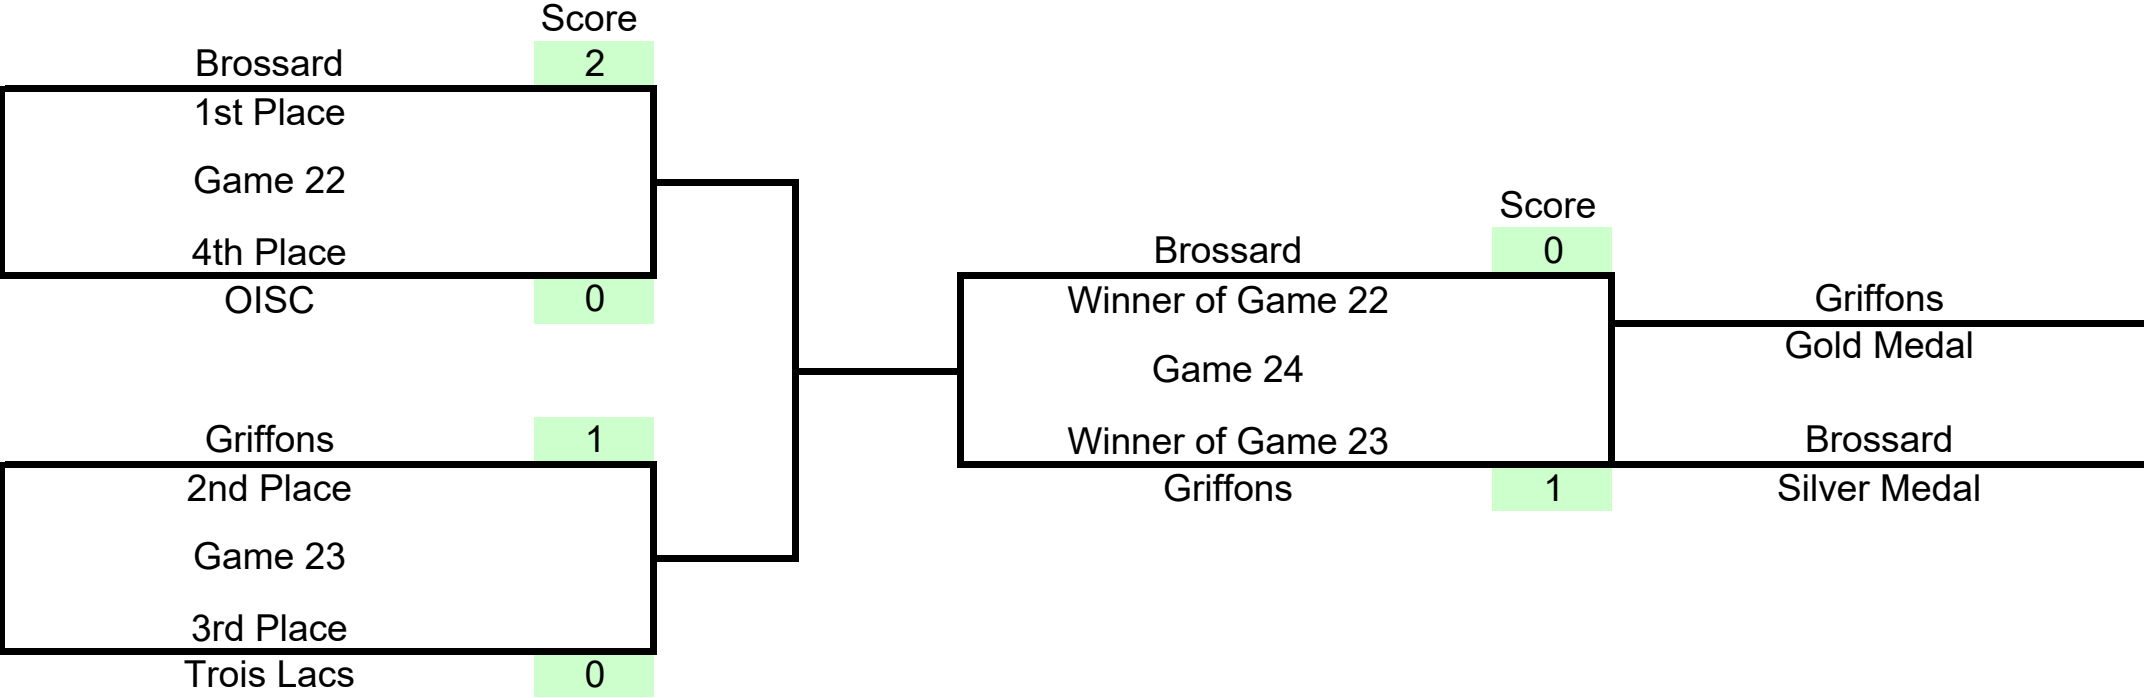 Score
Brossard 2
1st Place
Game 22
4th Place
OISC 0
Griffons 1
2nd Place
Game 23
3rd Place
Trois Lacs 0
Score
Brossard 0
Winner of Game 22
Game 24
Winner of Game 23
Griffons 1
Griffons
Gold Medal
Brossard
Silver Medal